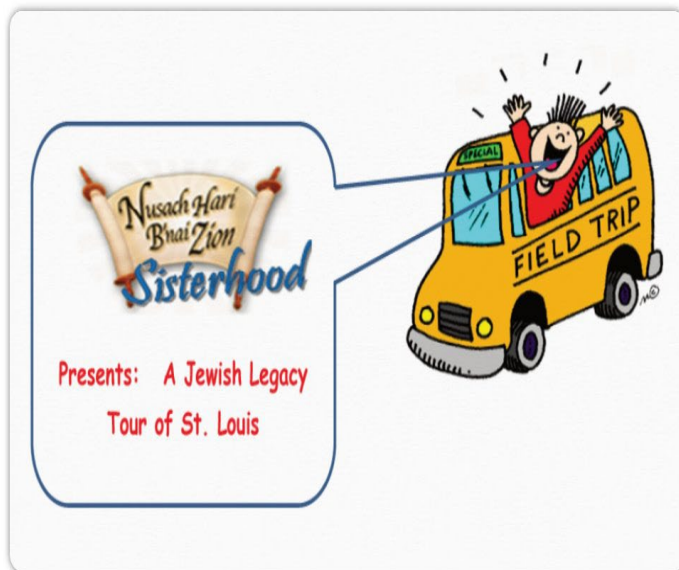 Nusach Hari
B'nai Zion
Sisterhood
Presents: A Jewish Legacy
Tour of St. Louis
SPECIAL
FIELD TRIP